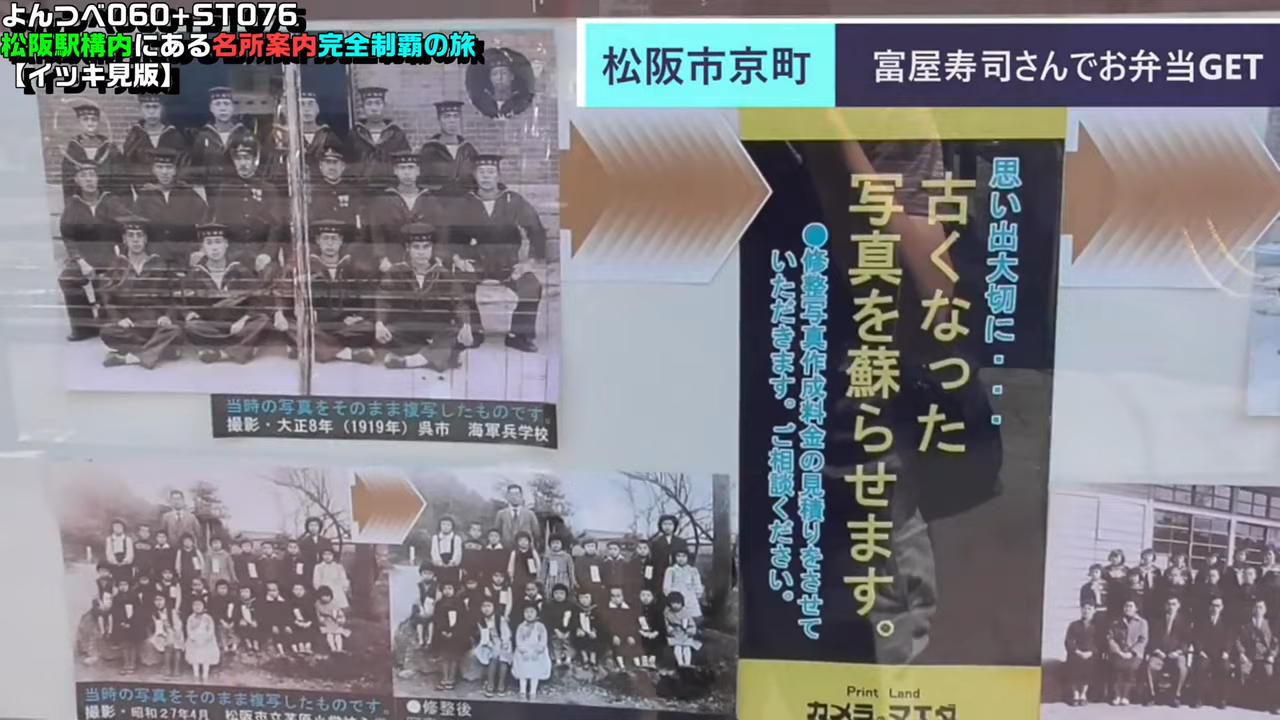 よんつべ060+ST076
松阪駅構内にある名所案内完全制覇の旅
【イツキ見版】
松阪市京町
富屋寿司さんでお弁当GET
思い出大切に・・・
古くなった
写真を蘇らせます。
●修整写真作成料金の見積りをさせて
いただきます。ご相談ください。
当時の写真をそのまま複写したものです。
撮影・大正8年（1919年）呉市 海軍兵学校
当時の写真をそのまま複写したものです。
撮影・昭和27年4月 松阪市立
●修整後
Print Land
カメラのマエダ